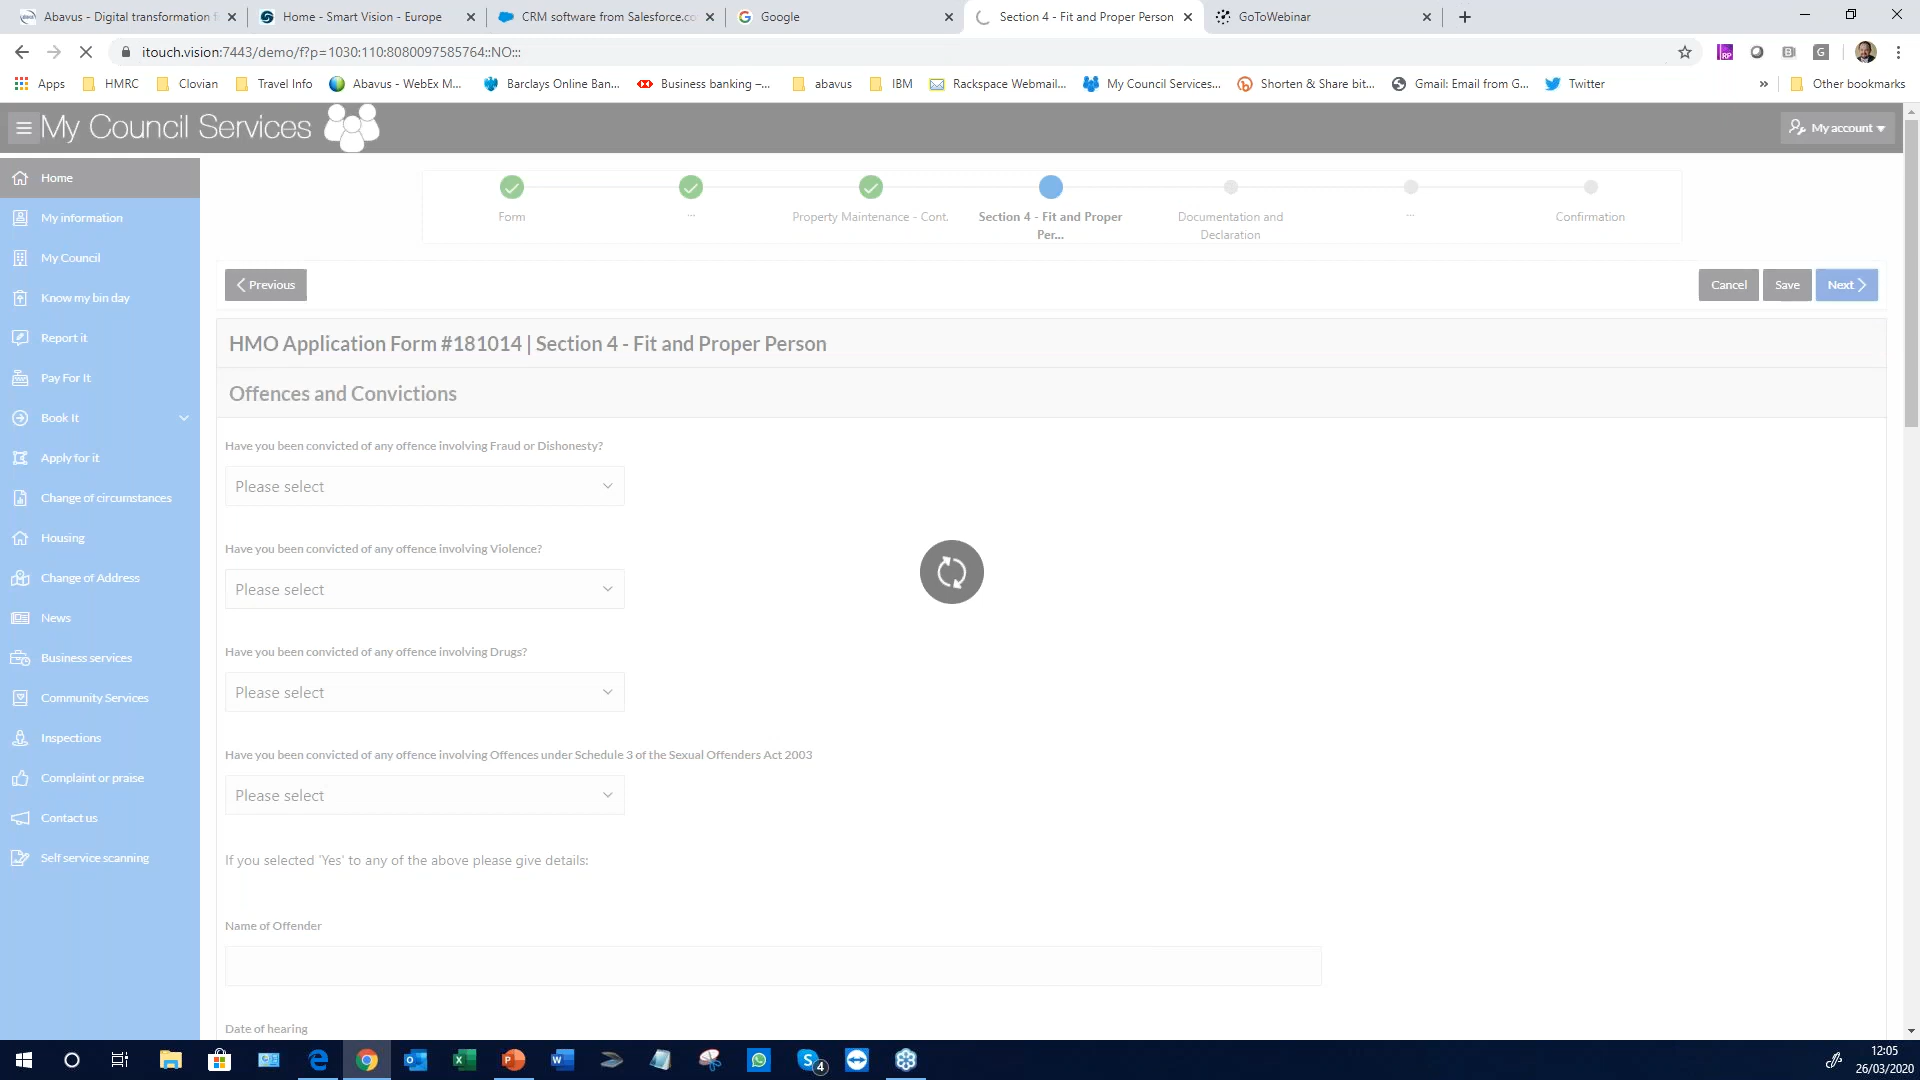 Abavus - Digital transformation f
Home - Smart Vision - Europe
CRM software from Salesforce.co
Google
Section 4 - Fit and Proper Person
GoToWebinar
itouch.vision:7443/demo/f?p=1030:110:8080097585764::NO:::
Apps
HMRC
Clovian
Travel Info
Abavus - WebEx M...
Barclays Online Ban...
Business banking –...
abavus
IBM
Rackspace Webmail...
My Council Services...
Shorten & Share bit...
Gmail: Email from G...
Twitter
»
Other bookmarks
My Council Services
My account
Home
My information
My Council
Know my bin day
Report it
Pay For It
Book It
Apply for it
Change of circumstances
Housing
Change of Address
News
Business services
Community Services
Inspections
Complaint or praise
Contact us
Self service scanning
Form
...
Property Maintenance - Cont.
Section 4 - Fit and Proper
Per...
Documentation and
Declaration
...
Confirmation
Previous
Cancel
Save
Next
HMO Application Form #181014 | Section 4 - Fit and Proper Person
Offences and Convictions
Have you been convicted of any offence involving Fraud or Dishonesty?
Please select
Have you been convicted of any offence involving Violence?
Please select
Have you been convicted of any offence involving Drugs?
Please select
Have you been convicted of any offence involving Offences under Schedule 3 of the Sexual Offenders Act 2003
Please select
If you selected 'Yes' to any of the above please give details:
Name of Offender
Date of hearing
4
12:05
26/03/2020